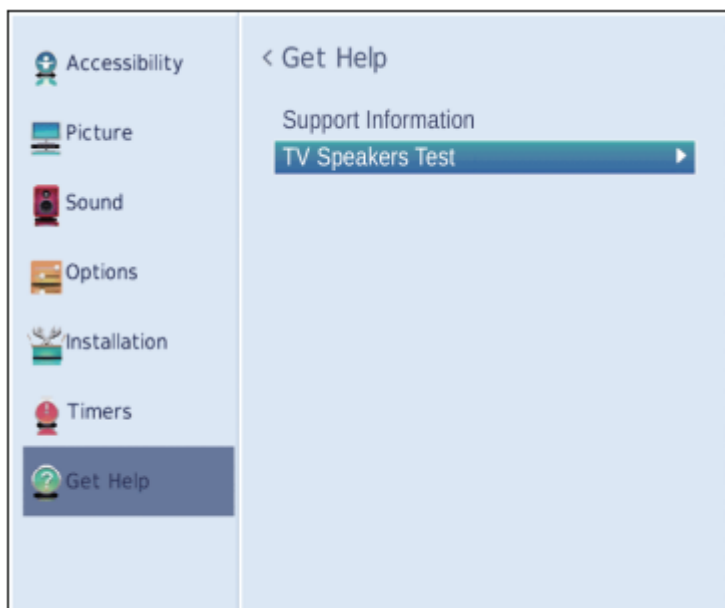 Accessibility
Picture
Sound
Options
Installation
Timers
Get Help
< Get Help
Support Information
TV Speakers Test